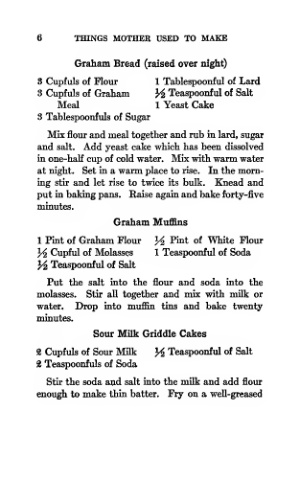 6 THINGS MOTHER USED TO MAKE
Graham Bread (raised over night)
3 Cupfuls of Flour 1 Tablespoonful of Lard
3 Cupfuls of Graham ½ Teaspoonful of Salt
Meal 1 Yeast Cake
3 Tablespoonfuls of Sugar
Mix flour and meal together and rub in lard, sugar
and salt. Add yeast cake which has been dissolved
in one-half cup of cold water. Mix with warm water
at night. Set in a warm place to rise. In the morn-
ing stir and let rise to twice its bulk. Knead and
put in baking pans. Raise again and bake forty-five
minutes.
Graham Muffins
1 Pint of Graham Flour ½ Pint of White Flour
½ Cupful of Molasses 1 Teaspoonful of Soda
½ Teaspoonful of Salt
Put the salt into the flour and soda into the
molasses. Stir all together and mix with milk or
water. Drop into muffin tins and bake twenty
minutes.
Sour Milk Griddle Cakes
2 Cupfuls of Sour Milk ½ Teaspoonful of Salt
2 Teaspoonfuls of Soda
Stir the soda and salt into the milk and add flour
enough to make thin batter. Fry on a well-greased